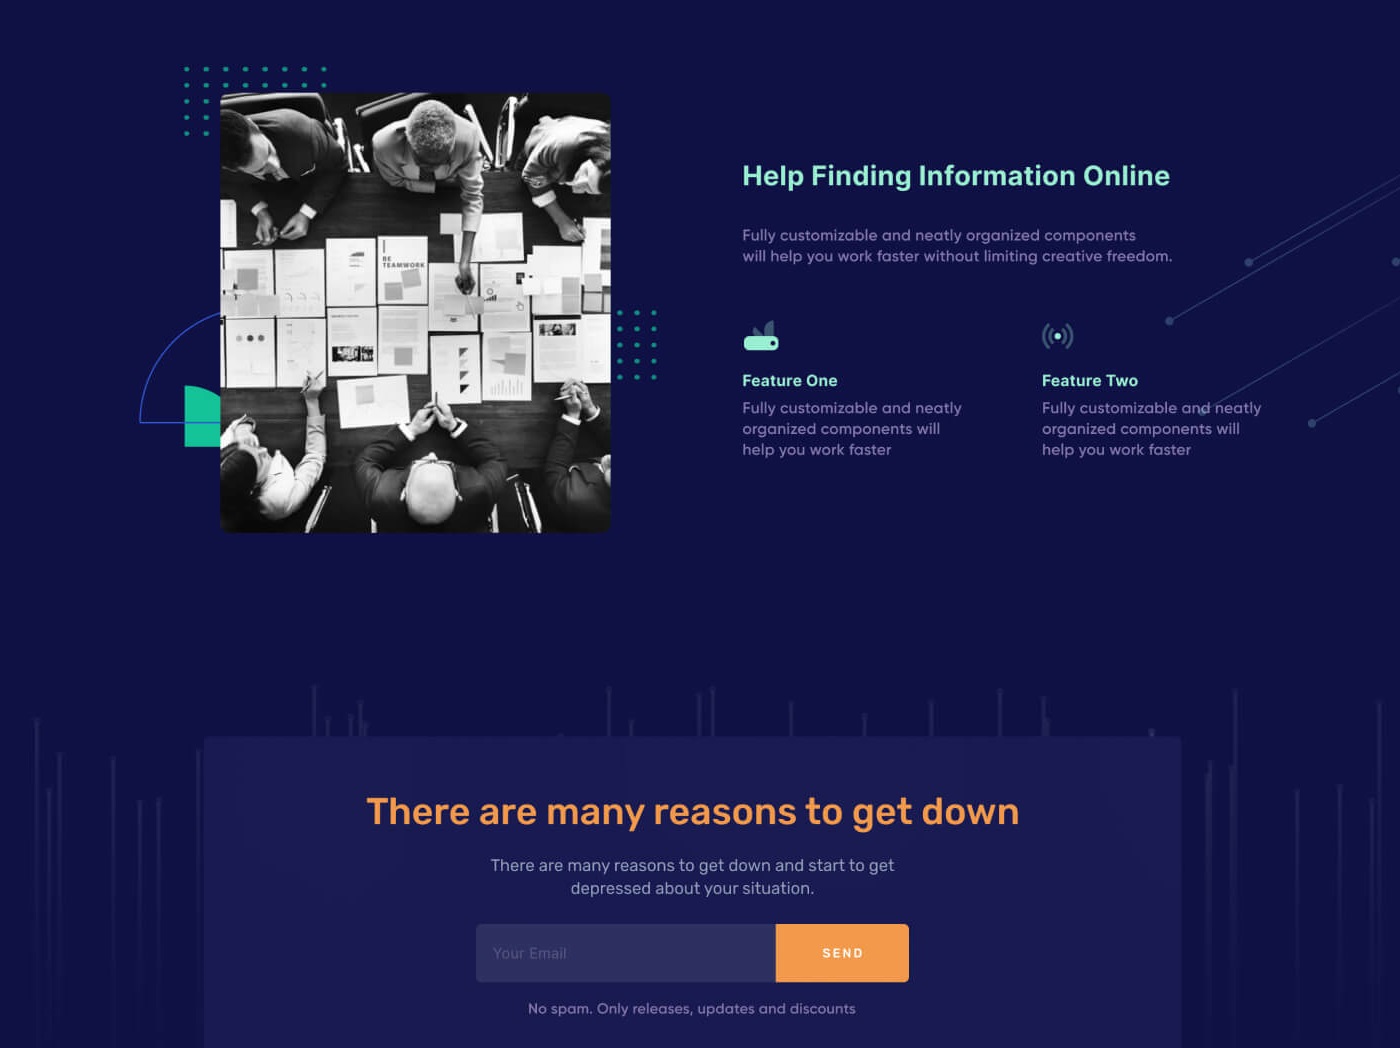 BE
TEAMWORK
Help Finding Information Online
Fully customizable and neatly organized components
will help you work faster without limiting creative freedom.
Feature One
Fully customizable and neatly
organized components will
help you work faster
Feature Two
Fully customizable and neatly
organized components will
help you work faster
There are many reasons to get down
There are many reasons to get down and start to get
depressed about your situation.
Your Email
SEND
No spam. Only releases, updates and discounts